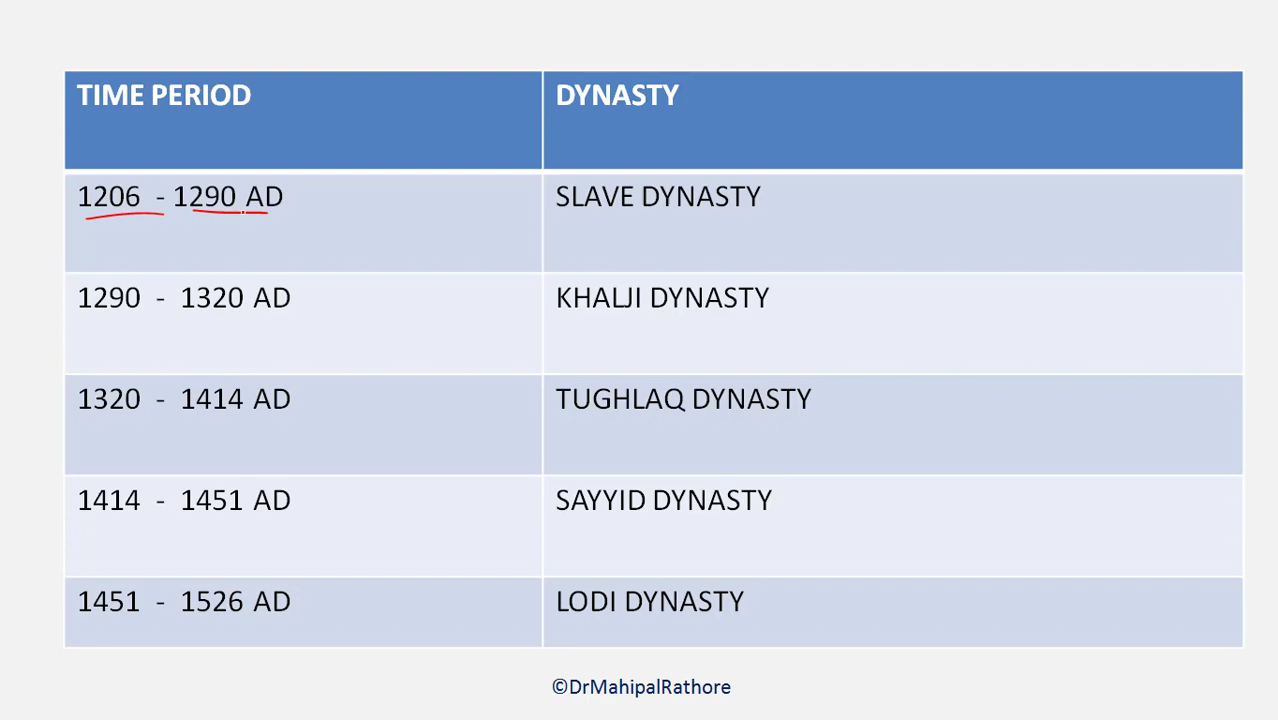 TIME PERIOD DYNASTY
1206 - 1290 AD SLAVE DYNASTY
1290 - 1320 AD KHALJI DYNASTY
1320 - 1414 AD TUGHLAQ DYNASTY
1414 - 1451 AD SAYYID DYNASTY
1451 - 1526 AD LODI DYNASTY
©DrMahipalRathore